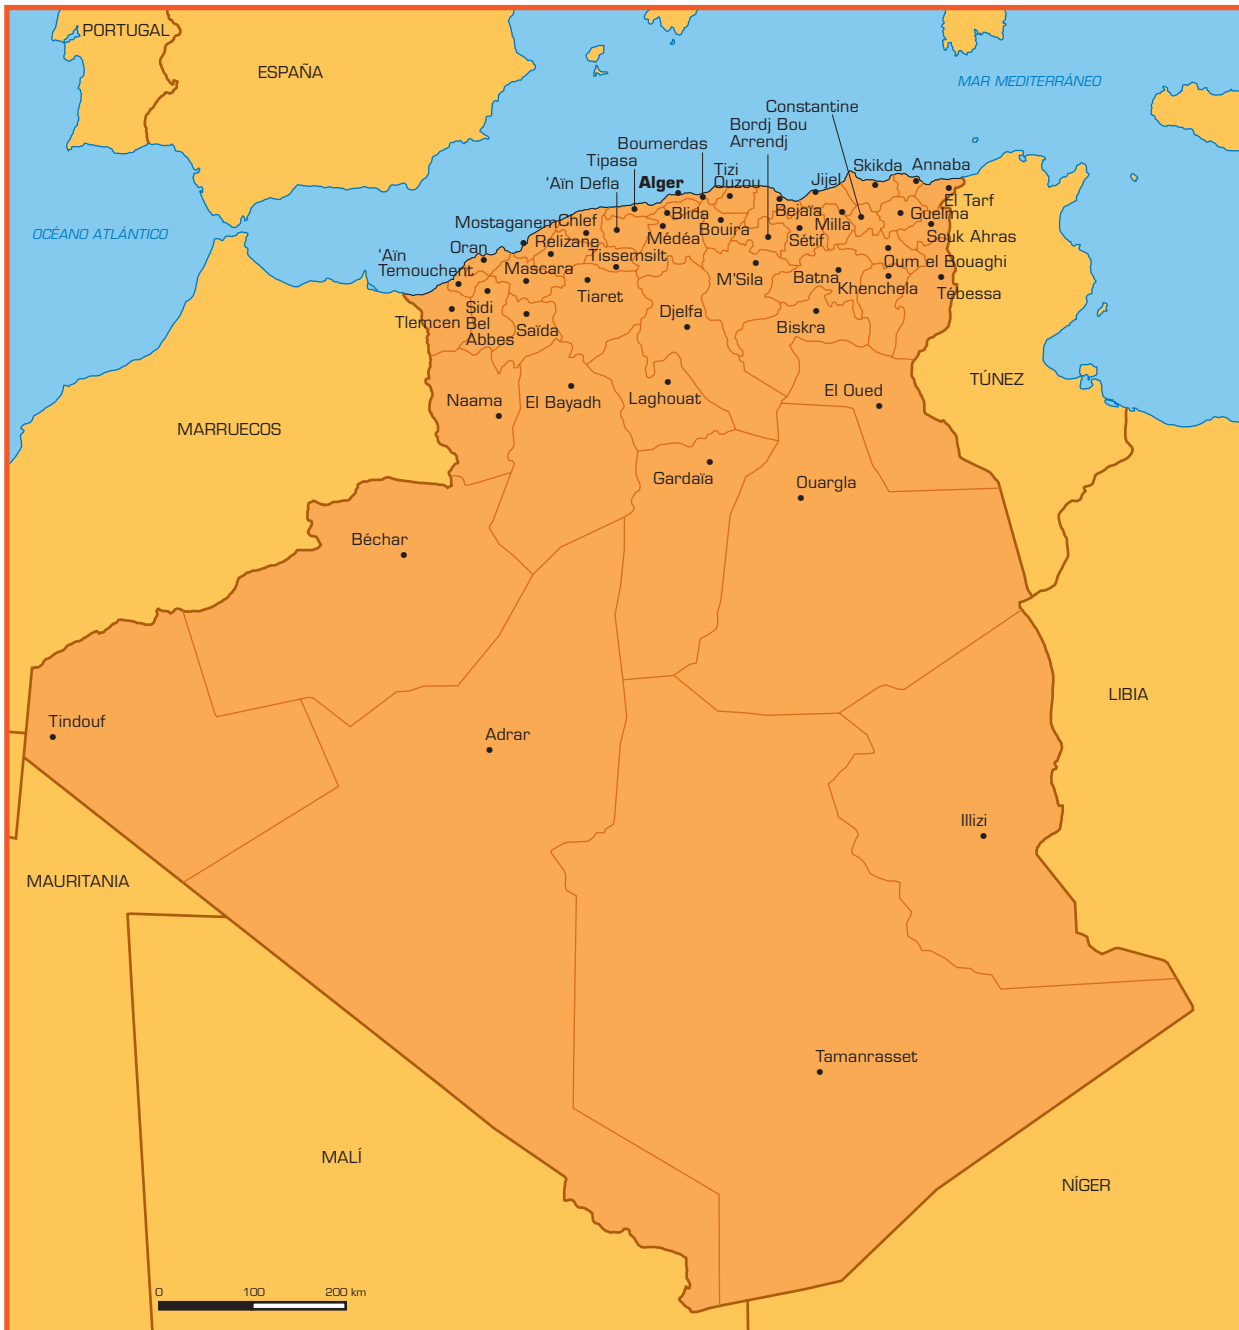 PORTUGAL
ESPAÑA
MAR MEDITERRÁNEO
OCÉANO ATLÁNTICO
Constantine
Bordj Bou
Arrendj
Boumerdas
Tipasa
'Aïn Defla
Alger
Tizi
Ouzou
Jijel
Skikda
Annaba
El Tarf
Mostaganem
Chlef
Blida
Bejaïa
Milla
Guelma
Oran
Relizane
Médéa
Bouira
Sétif
Souk Ahras
'Aïn
Temouchent
Mascara
Tissemsilt
M'Sila
Batna
Oum el Bouaghi
Khenchela
Tébessa
Tiaret
Tlemcen
Sidi
Bel
Abbes
Saïda
Djelfa
Biskra
TÚNEZ
Naama
El Bayadh
Laghouat
El Oued
MARRUECOS
Gardaïa
Ouargla
Béchar
LIBIA
Tindouf
Adrar
Illizi
MAURITANIA
Tamanrasset
MALÍ
NÍGER
0 100 200 km